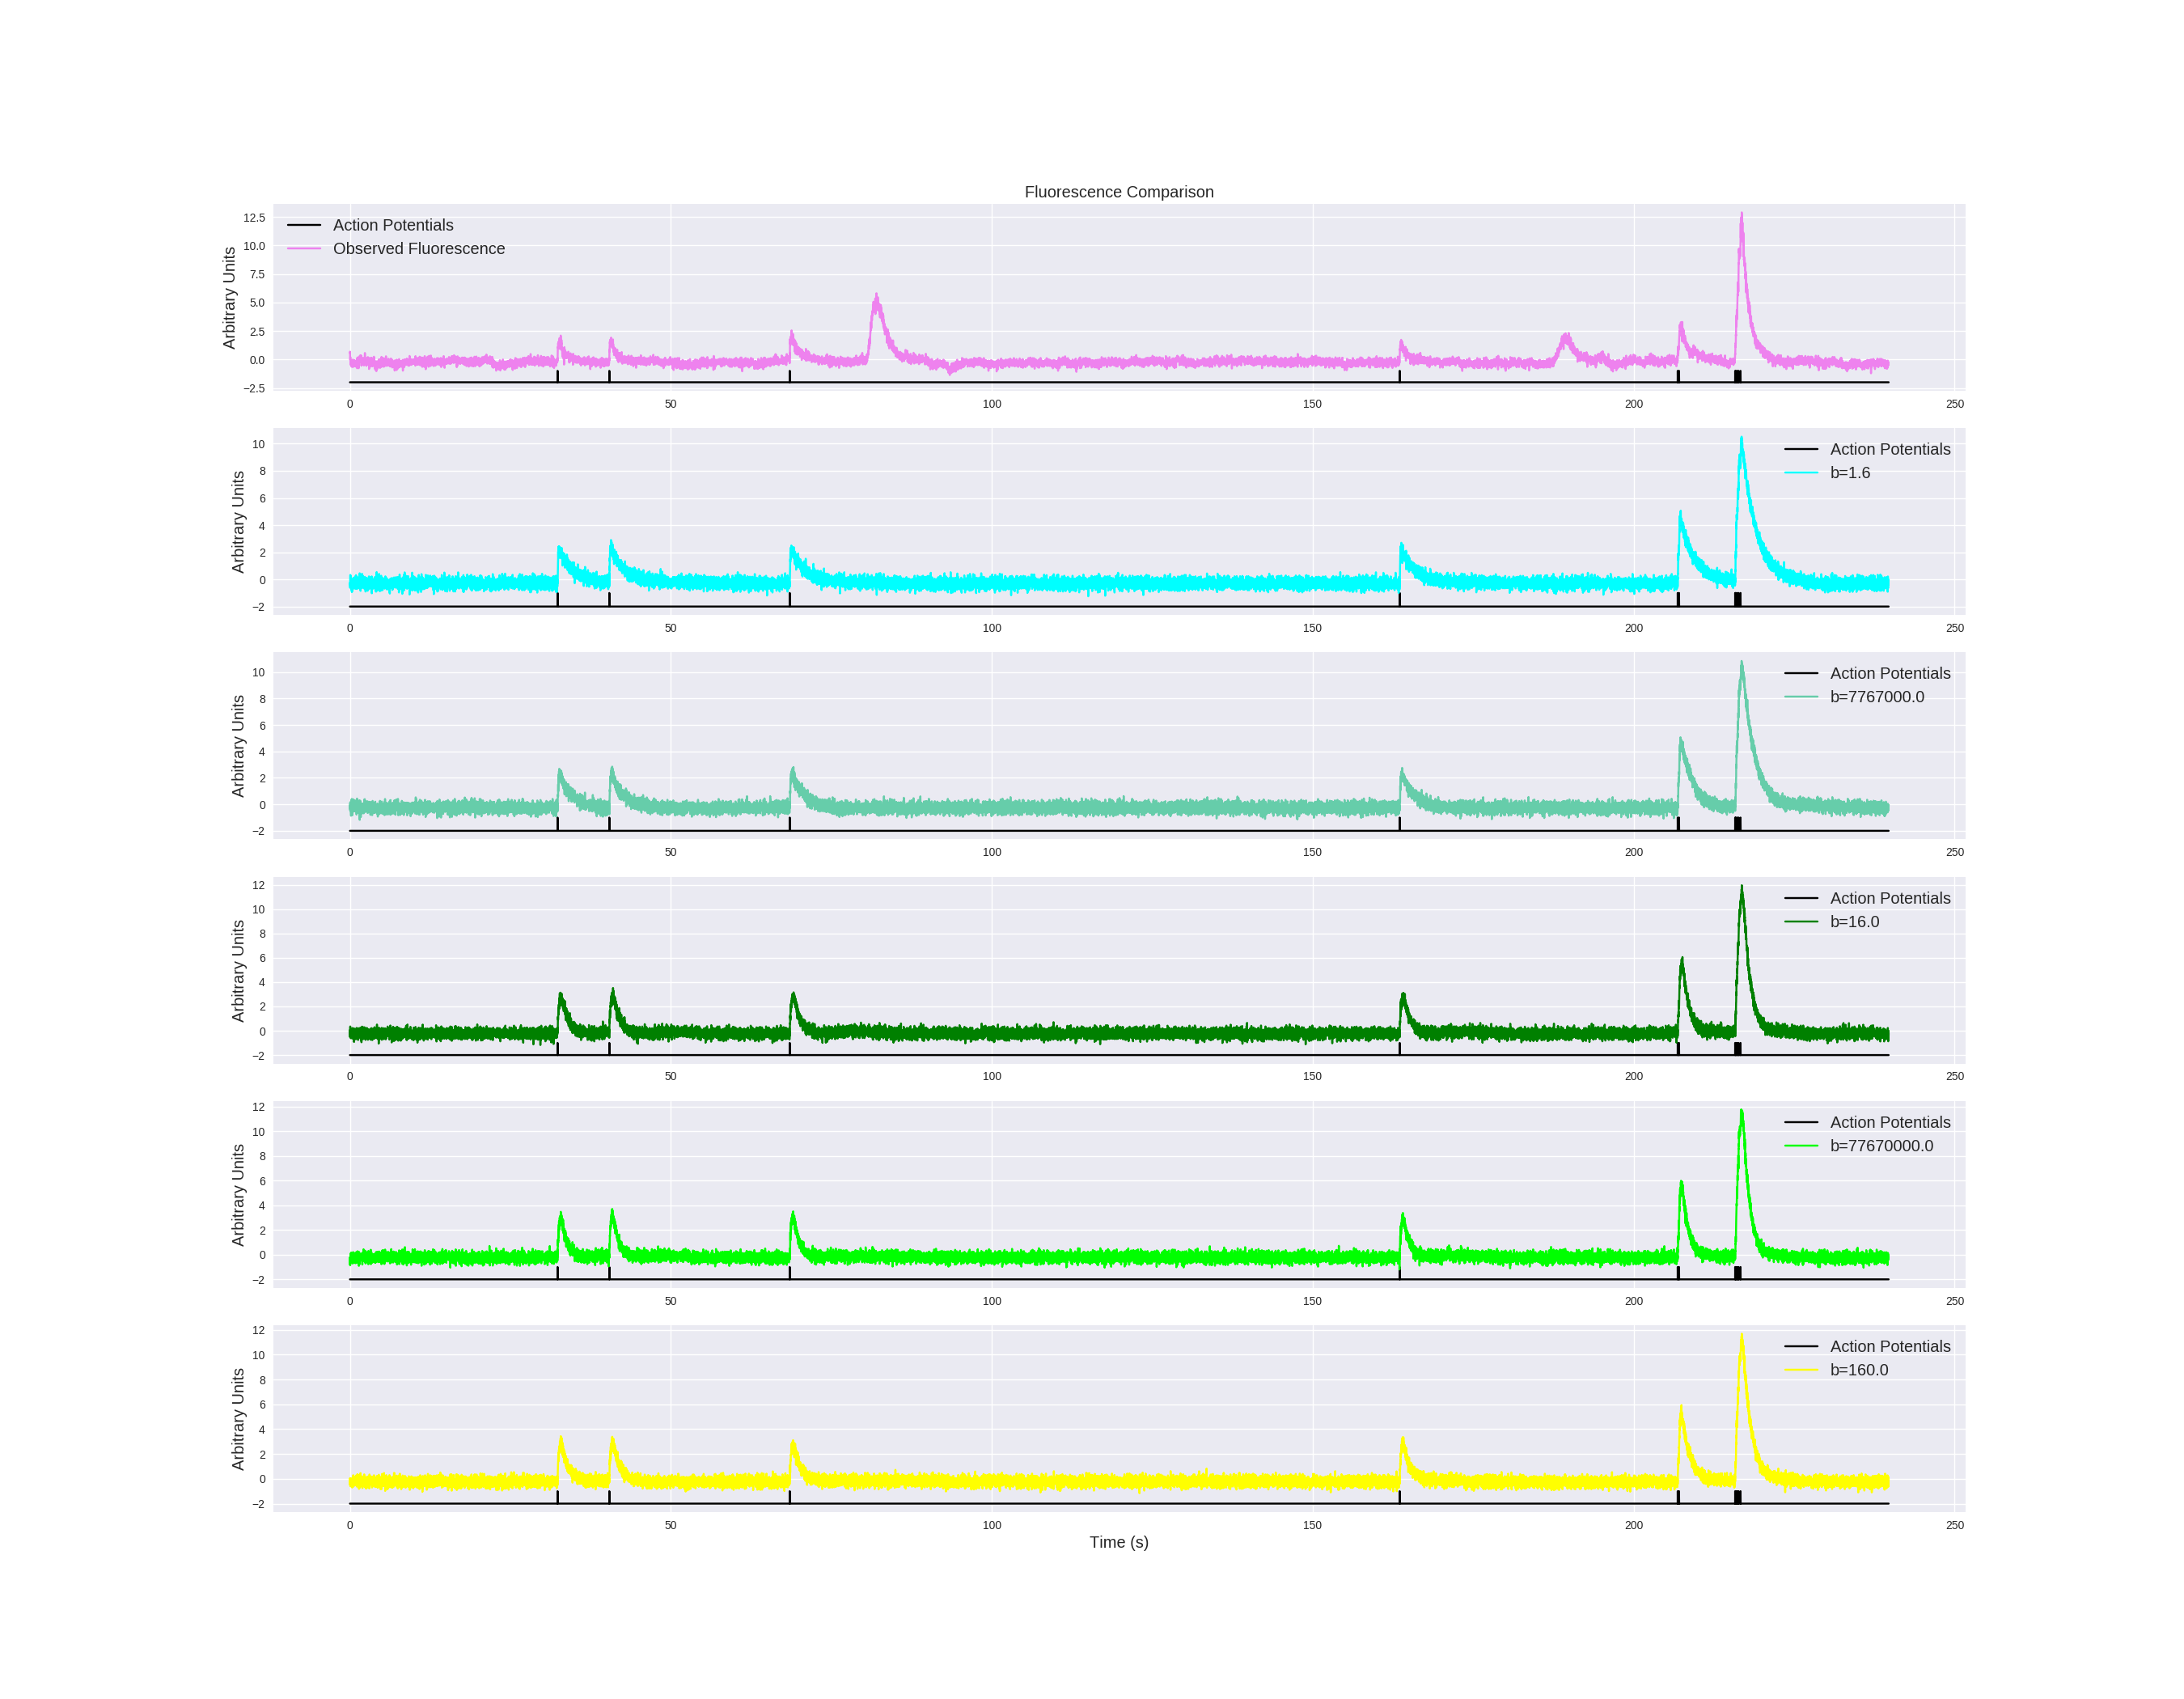 Fluorescence Comparison
Arbitrary Units
12.5
10.0
7.5
5.0
2.5
0.0
−2.5
Action Potentials
Observed Fluorescence
0 50 100 150 200 250
Arbitrary Units
10
8
6
4
2
0
−2
Action Potentials
b=1.6
0 50 100 150 200 250
Arbitrary Units
10
8
6
4
2
0
−2
Action Potentials
b=7767000.0
0 50 100 150 200 250
Arbitrary Units
12
10
8
6
4
2
0
−2
Action Potentials
b=16.0
0 50 100 150 200 250
Arbitrary Units
12
10
8
6
4
2
0
−2
Action Potentials
b=77670000.0
0 50 100 150 200 250
Arbitrary Units
12
10
8
6
4
2
0
−2
Action Potentials
b=160.0
0 50 100 150 200 250
Time (s)